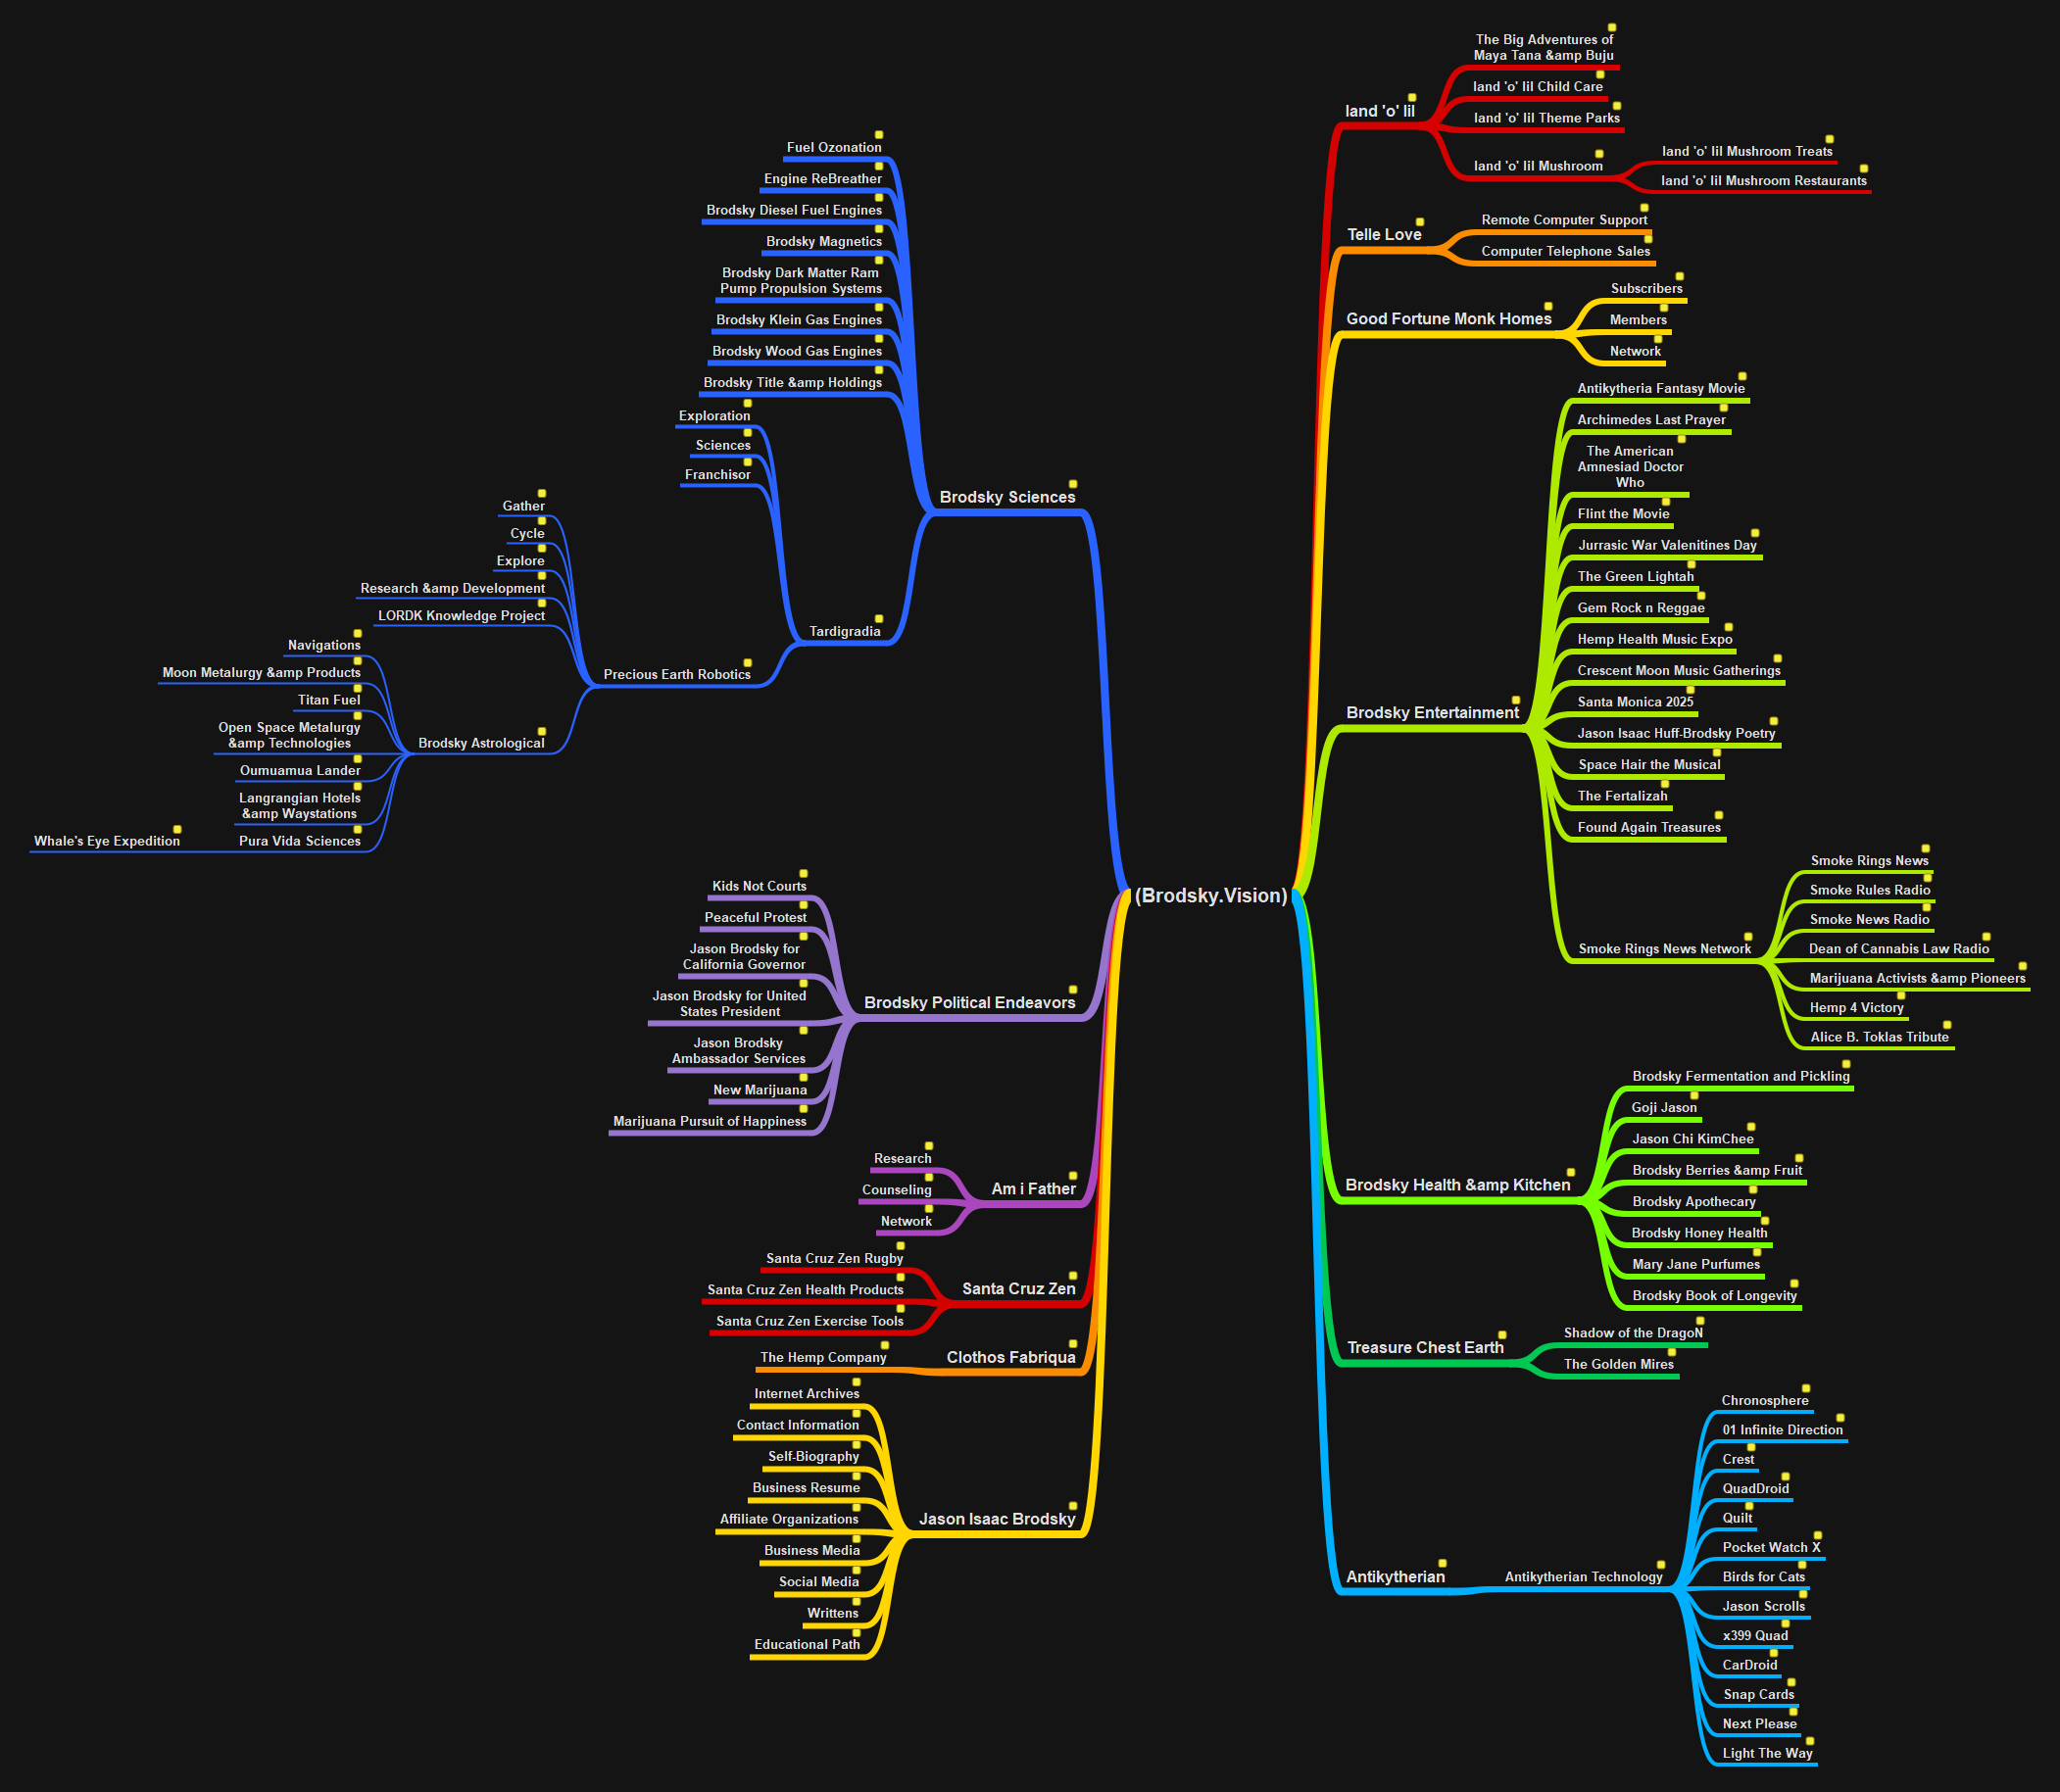 (Brodsky.Vision)
land 'o' lil
The Big Adventures of
Maya Tana &amp Buju
land 'o' lil Child Care
land 'o' lil Theme Parks
land 'o' lil Mushroom
land 'o' lil Mushroom Treats
land 'o' lil Mushroom Restaurants
Telle Love
Remote Computer Support
Computer Telephone Sales
Good Fortune Monk Homes
Subscribers
Members
Network
Brodsky Entertainment
Antikytheria Fantasy Movie
Archimedes Last Prayer
The American
Amnesiad Doctor
Who
Flint the Movie
Jurrasic War Valenitines Day
The Green Lightah
Gem Rock n Reggae
Hemp Health Music Expo
Crescent Moon Music Gatherings
Santa Monica 2025
Jason Isaac Huff-Brodsky Poetry
Space Hair the Musical
The Fertalizah
Found Again Treasures
Smoke Rings News Network
Smoke Rings News
Smoke Rules Radio
Smoke News Radio
Dean of Cannabis Law Radio
Marijuana Activists &amp Pioneers
Hemp 4 Victory
Alice B. Toklas Tribute
Brodsky Health &amp Kitchen
Brodsky Fermentation and Pickling
Goji Jason
Jason Chi KimChee
Brodsky Berries &amp Fruit
Brodsky Apothecary
Brodsky Honey Health
Mary Jane Purfumes
Brodsky Book of Longevity
Treasure Chest Earth
Shadow of the DragoN
The Golden Mires
Antikytherian
Antikytherian Technology
Chronosphere
01 Infinite Direction
Crest
QuadDroid
Quilt
Pocket Watch X
Birds for Cats
Jason Scrolls
x399 Quad
CarDroid
Snap Cards
Next Please
Light The Way
Brodsky Sciences
Fuel Ozonation
Engine ReBreather
Brodsky Diesel Fuel Engines
Brodsky Magnetics
Brodsky Dark Matter Ram
Pump Propulsion Systems
Brodsky Klein Gas Engines
Brodsky Wood Gas Engines
Brodsky Title &amp Holdings
Tardigradia
Exploration
Sciences
Franchisor
Precious Earth Robotics
Gather
Cycle
Explore
Research &amp Development
LORDK Knowledge Project
Brodsky Astrological
Navigations
Moon Metalurgy &amp Products
Titan Fuel
Open Space Metalurgy
&amp Technologies
Oumuamua Lander
Langrangian Hotels
&amp Waystations
Pura Vida Sciences
Whale's Eye Expedition
Brodsky Political Endeavors
Kids Not Courts
Peaceful Protest
Jason Brodsky for
California Governor
Jason Brodsky for United
States President
Jason Brodsky
Ambassador Services
New Marijuana
Marijuana Pursuit of Happiness
Am i Father
Research
Counseling
Network
Santa Cruz Zen
Santa Cruz Zen Rugby
Santa Cruz Zen Health Products
Santa Cruz Zen Exercise Tools
Clothos Fabriqua
The Hemp Company
Jason Isaac Brodsky
Internet Archives
Contact Information
Self-Biography
Business Resume
Affiliate Organizations
Business Media
Social Media
Writtens
Educational Path